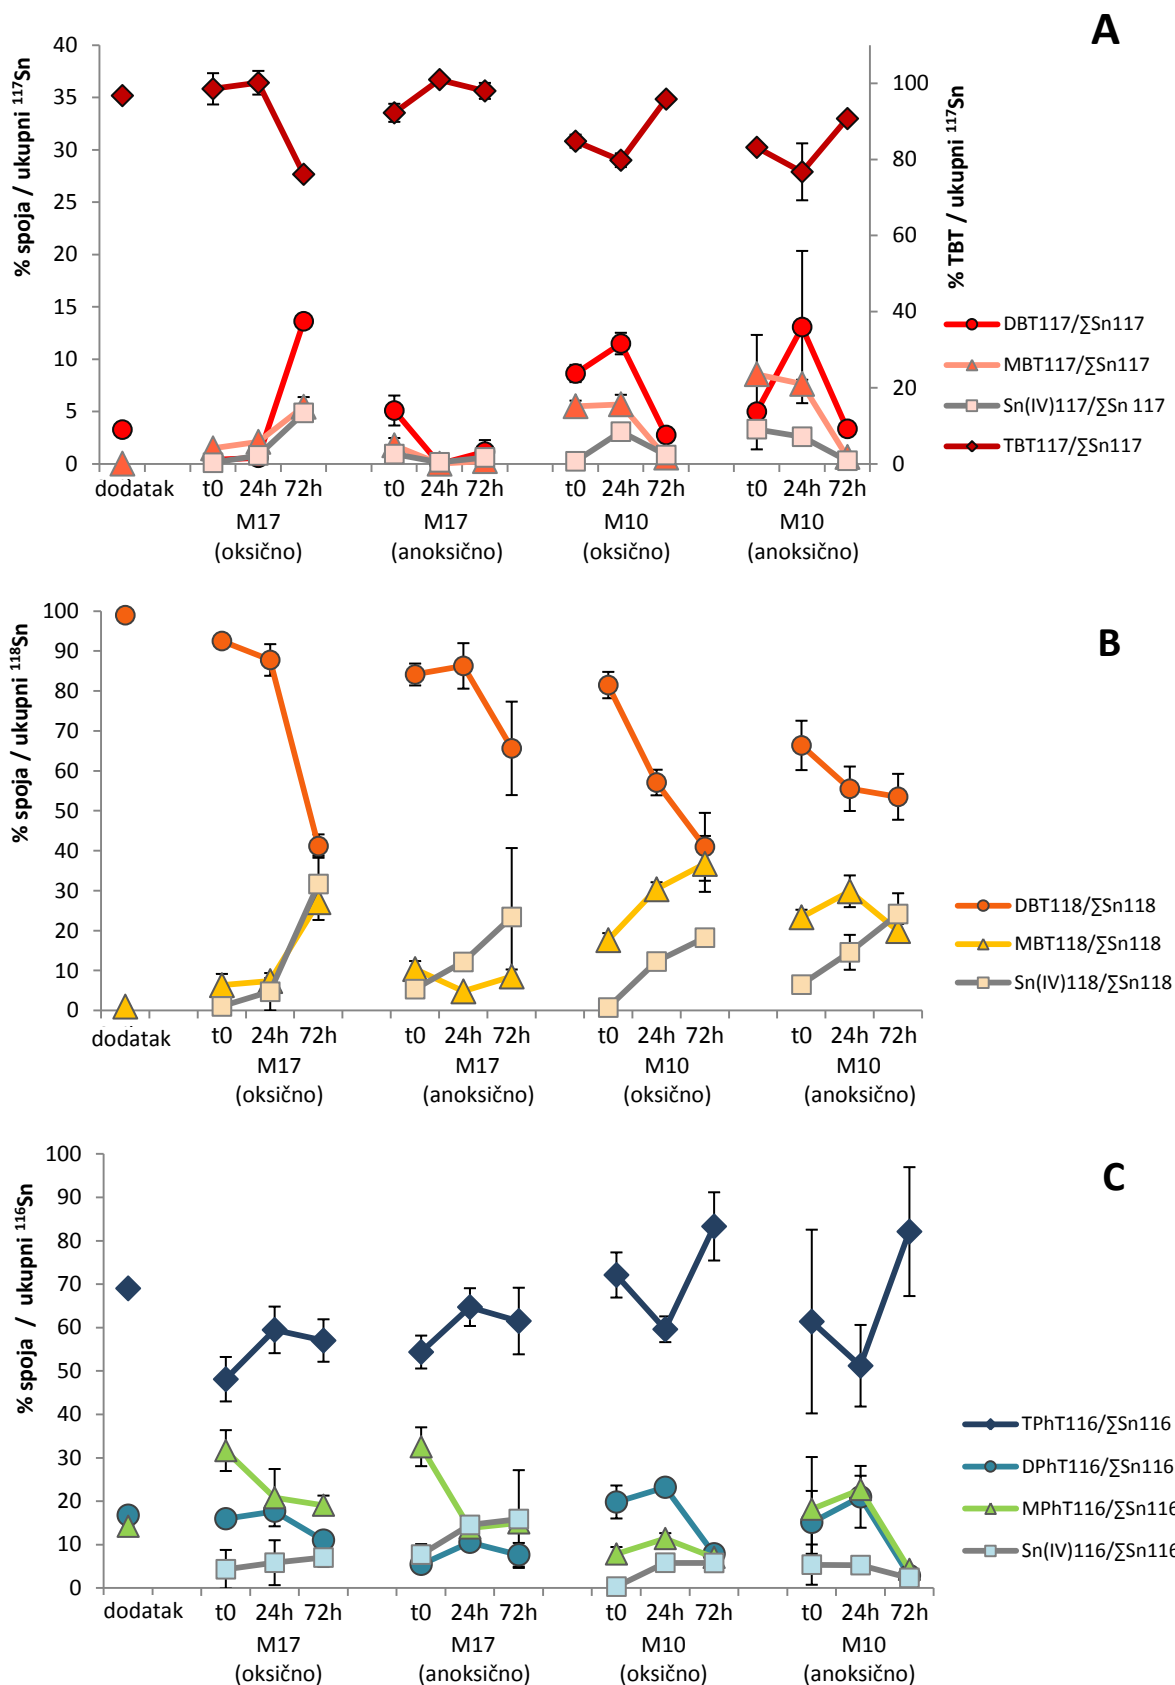 A
% spoja / ukupni ¹¹⁷Sn
40
35
30
25
20
15
10
5
0
100
80
60
40
20
0
% TBT / ukupni ¹¹⁷Sn
DBT117/∑Sn117
MBT117/∑Sn117
Sn(IV)117/∑Sn 117
TBT117/∑Sn117
dodatak t0 24h 72h t0 24h 72h t0 24h 72h t0 24h 72h
M17 M17 M10 M10
(oksično) (anoksično) (oksično) (anoksično)
B
% spoja / ukupni ¹¹⁸Sn
100
90
80
70
60
50
40
30
20
10
0
DBT118/∑Sn118
MBT118/∑Sn118
Sn(IV)118/∑Sn118
dodatak t0 24h 72h t0 24h 72h t0 24h 72h t0 24h 72h
M17 M17 M10 M10
(oksično) (anoksično) (oksično) (anoksično)
C
% spoja / ukupni ¹¹⁶Sn
100
90
80
70
60
50
40
30
20
10
0
TPhT116/∑Sn116
DPhT116/∑Sn116
MPhT116/∑Sn116
Sn(IV)116/∑Sn116
dodatak t0 24h 72h t0 24h 72h t0 24h 72h t0 24h 72h
M17 M17 M10 M10
(oksično) (anoksično) (oksično) (anoksično)